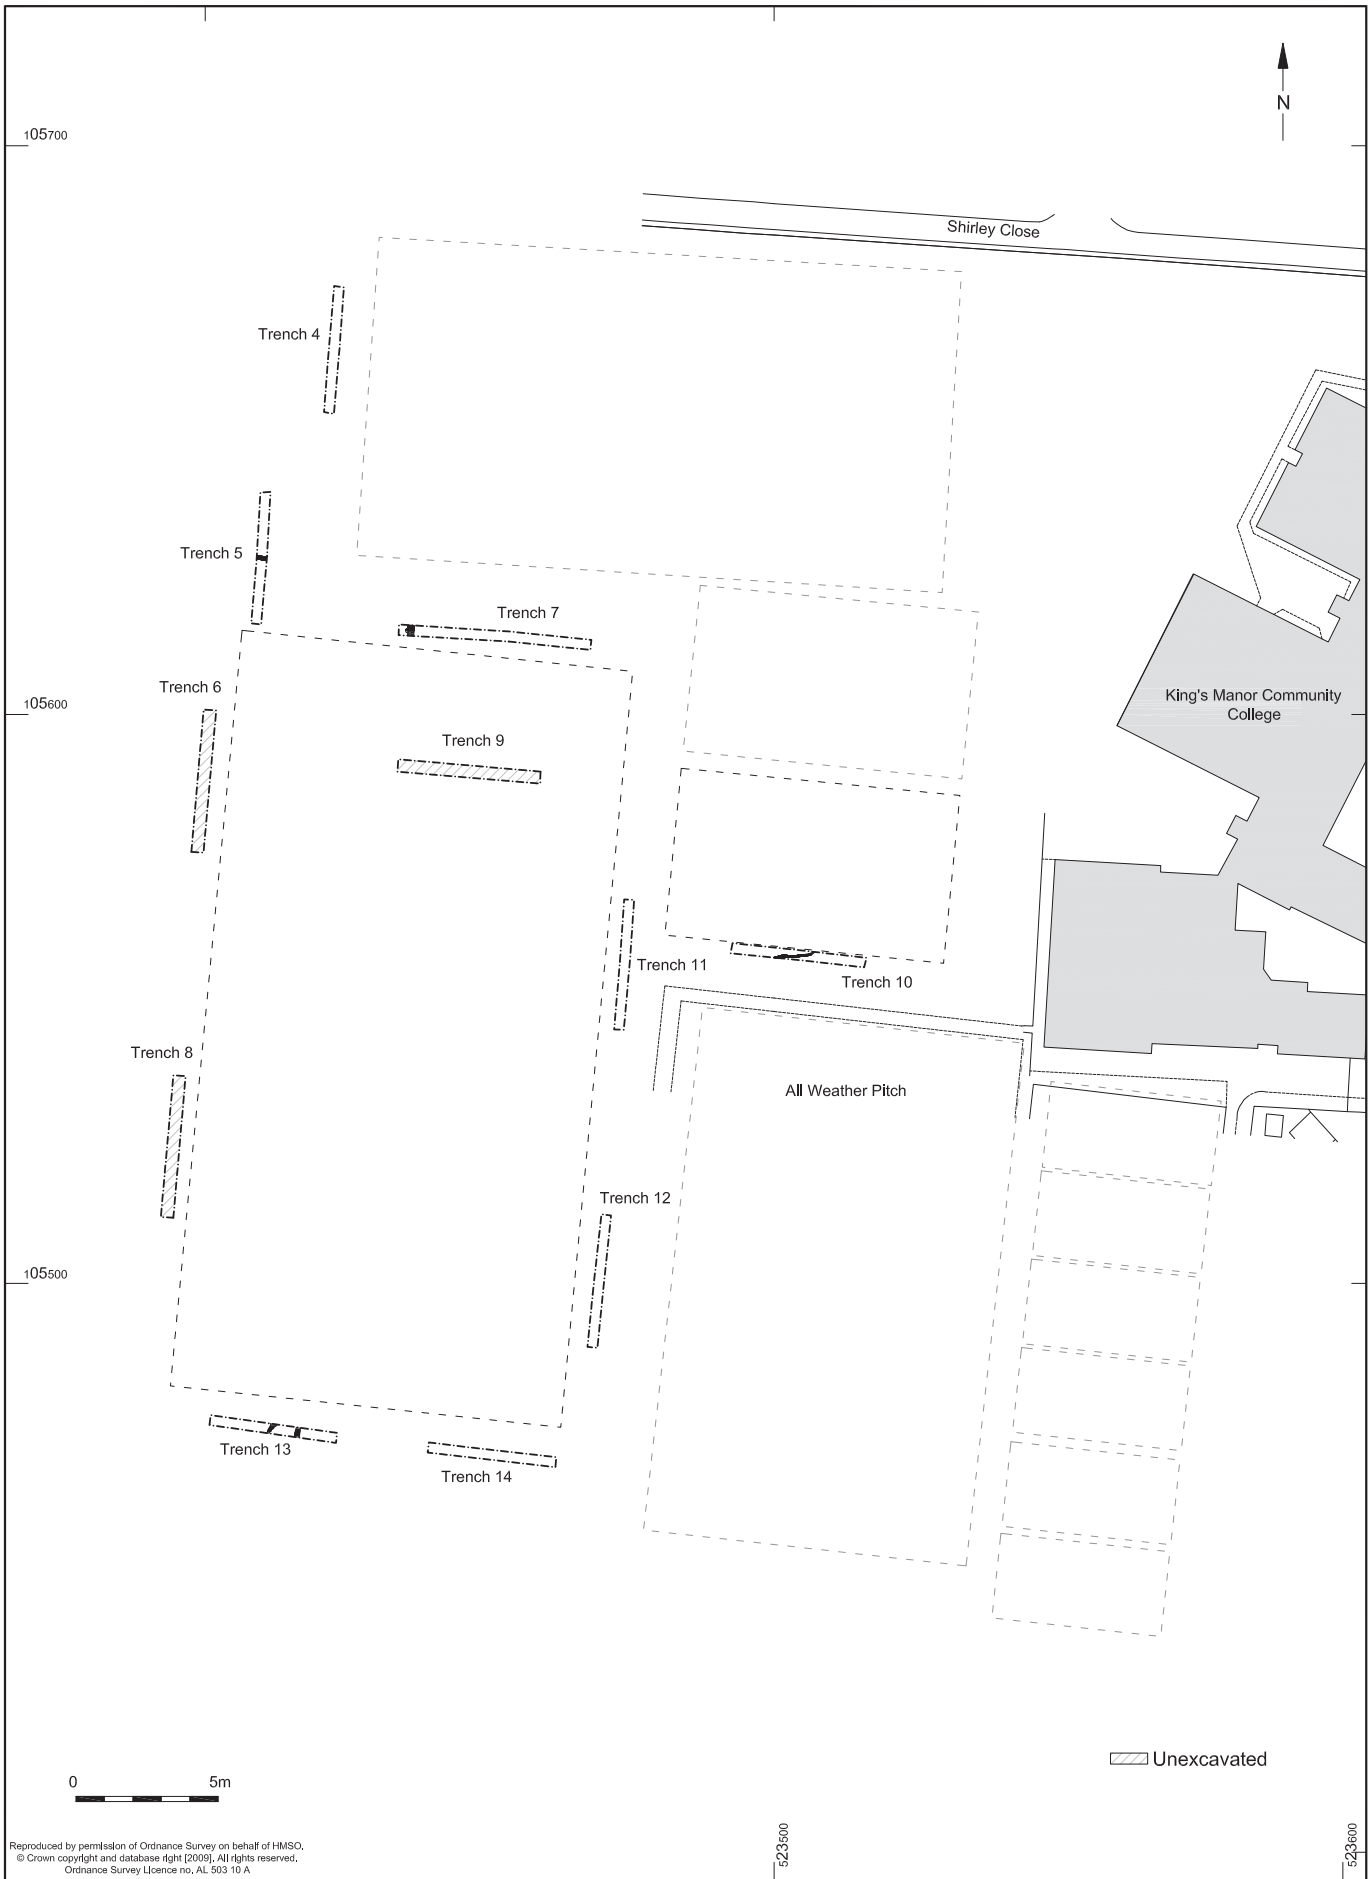 N
105700
Shirley Close
Trench 4
Trench 5
Trench 7
Trench 6
105600
King's Manor Community
College
Trench 9
Trench 11
Trench 10
Trench 8
All Weather Pitch
Trench 12
105500
Trench 13
Trench 14
Unexcavated
0 5m
523500
523600
Reproduced by permission of Ordnance Survey on behalf of HMSO.
© Crown copyright and database right [2009]. All rights reserved.
Ordnance Survey Licence no. AL 503 10 A